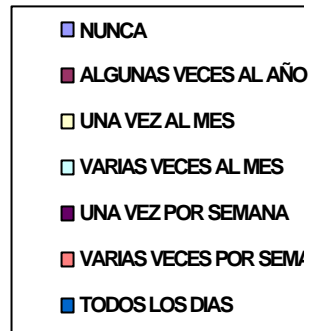 NUNCA
ALGUNAS VECES AL AÑO
UNA VEZ AL MES
VARIAS VECES AL MES
UNA VEZ POR SEMANA
VARIAS VECES POR SEMA
TODOS LOS DIAS